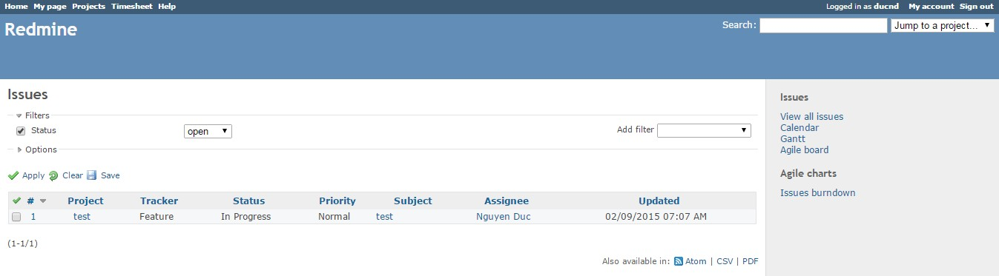 Home My page Projects Timesheet Help Logged in as ducnd My account Sign out
Redmine
Search: Jump to a project...
Issues
Filters
Status open Add filter
Options
Apply Clear Save
# Project Tracker Status Priority Subject Assignee Updated
1 test Feature In Progress Normal test Nguyen Duc 02/09/2015 07:07 AM
(1-1/1)
Also available in: Atom | CSV | PDF
Issues
View all issues
Calendar
Gantt
Agile board
Agile charts
Issues burndown